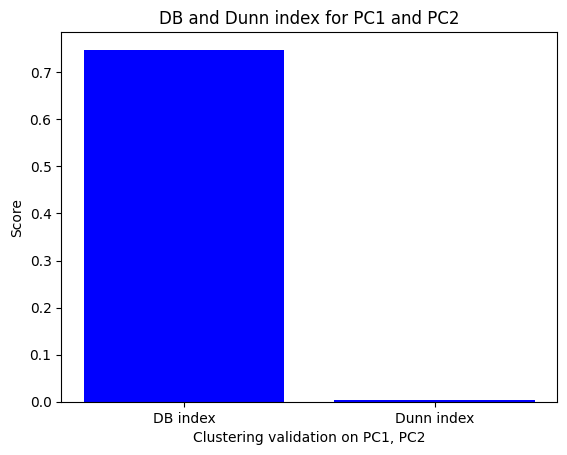 DB and Dunn index for PC1 and PC2
0.7
0.6
0.5
0.4
0.3
0.2
0.1
0.0
Score
DB index
Dunn index
Clustering validation on PC1, PC2